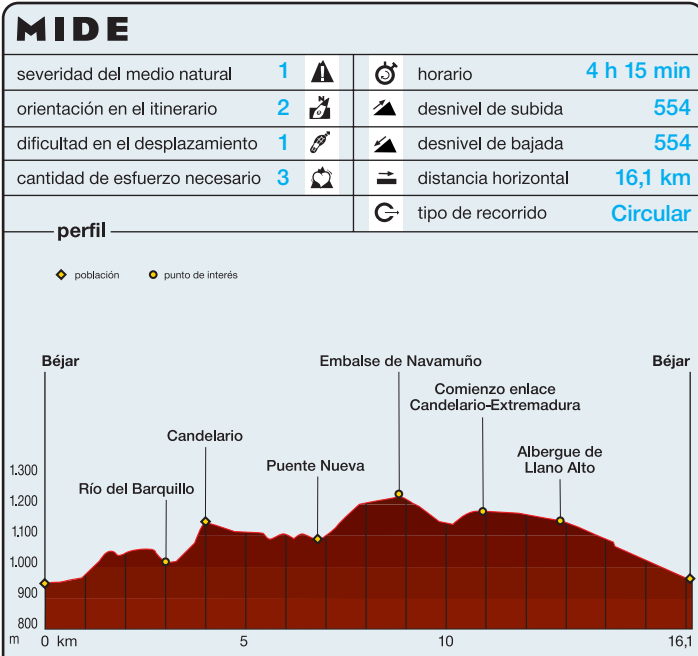 MIDE
severidad del medio natural 1
horario 4 h 15 min
orientación en el itinerario 2
N
desnivel de subida 554
dificultad en el desplazamiento 1
desnivel de bajada 554
cantidad de esfuerzo necesario 3
distancia horizontal 16,1 km
tipo de recorrido Circular
perfil
población
punto de interés
Béjar
Embalse de Navamuño
Béjar
Comienzo enlace
Candelario-Extremadura
Candelario
Albergue de
Llano Alto
Puente Nueva
Río del Barquillo
1.300
1.200
1.100
1.000
900
800
m 0 km 5 10 16,1